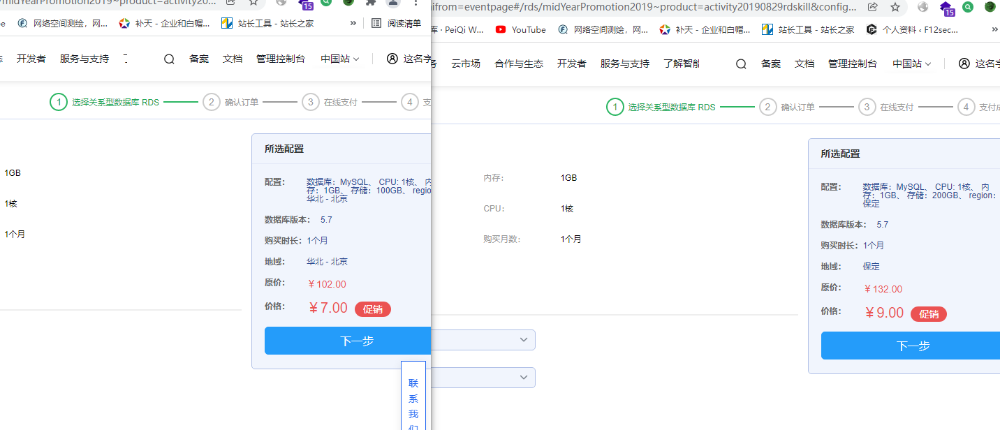 /midYearPromotion2019~product=activity20...
15
网络空间测绘，网...
补天 - 企业和白帽...
站长工具 - 站长之家
»
阅读清单
开发者
服务与支持
备案
文档
管理控制台
中国站
这名字
1 选择关系型数据库 RDS
2 确认订单
3 在线支付
4 支
1GB
1核
1个月
所选配置
配置：
数据库：MySQL、 CPU: 1核、 内
存：1GB、 存储：100GB、 regio
华北 - 北京
数据库版本： 5.7
购买时长：1个月
地域： 华北 - 北京
原价： ￥102.00
价格： ￥7.00 促销
下一步
联
系
我
们
ifrom=eventpage#/rds/midYearPromotion2019~product=activity20190829rdskill&config...
15
库 · PeiQi W...
YouTube
网络空间测绘，网...
补天 - 企业和白帽...
站长工具 - 站长之家
个人资料 ‹ F12sec...
»
云市场
合作与生态
开发者
服务与支持
了解智能
备案
文档
管理控制台
中国站
这名字
1 选择关系型数据库 RDS
2 确认订单
3 在线支付
4 支付成
内存： 1GB
CPU： 1核
购买月数： 1个月
所选配置
配置：
数据库：MySQL、 CPU: 1核、 内
存：1GB、 存储：200GB、 region：
保定
数据库版本： 5.7
购买时长：1个月
地域： 保定
原价： ￥132.00
价格： ￥9.00 促销
下一步